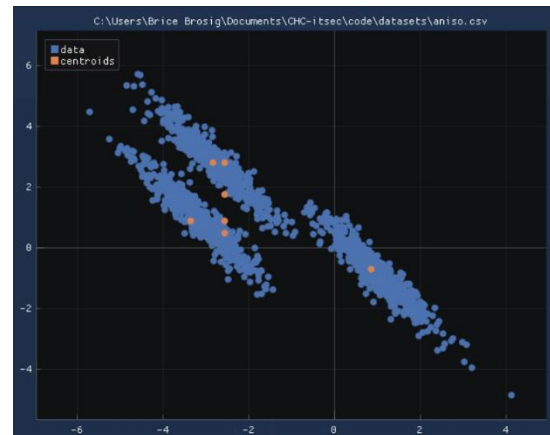 C:\Users\Brice Brosig\Documents\CHC-itsec\code\datasets\aniso.csv
data
centroids
6
4
2
0
-2
-4
-6 -4 -2 0 2 4